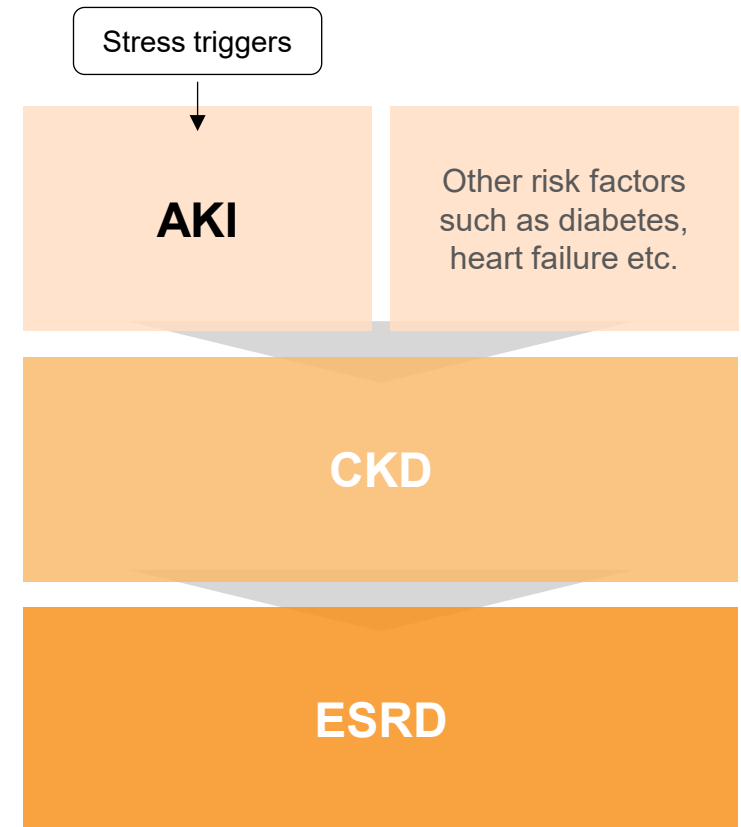 Stress triggers
AKI
Other risk factors
such as diabetes,
heart failure etc.
CKD
ESRD